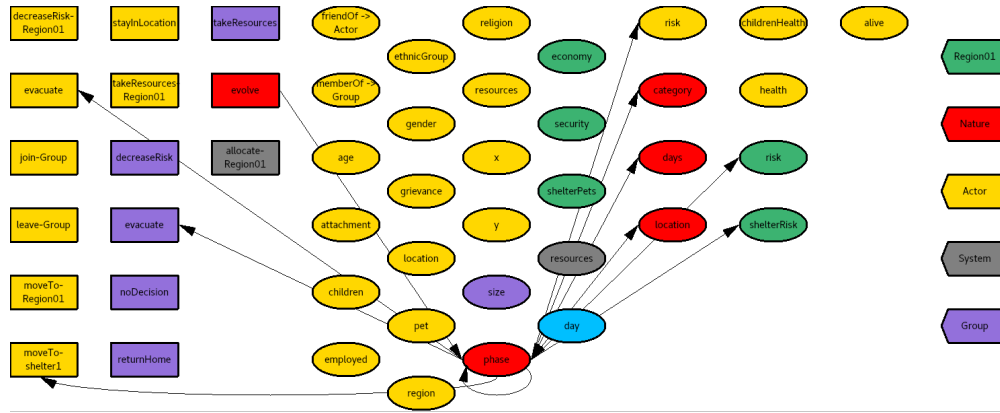 decreaseRisk-
Region01
stayInLocation
takeResources
friendOf ->
Actor
religion
risk
childrenHealth
alive
ethnicGroup
economy
Region01
evacuate
takeResources-
Region01
evolve
memberOf ->
Group
resources
category
health
Nature
gender
security
join-Group
decreaseRisk
allocate-
Region01
age
x
days
risk
Actor
grievance
shelterPets
leave-Group
evacuate
attachment
y
location
shelterRisk
location
resources
System
moveTo-
Region01
noDecision
children
size
pet
day
Group
moveTo-
shelter1
returnHome
employed
phase
region